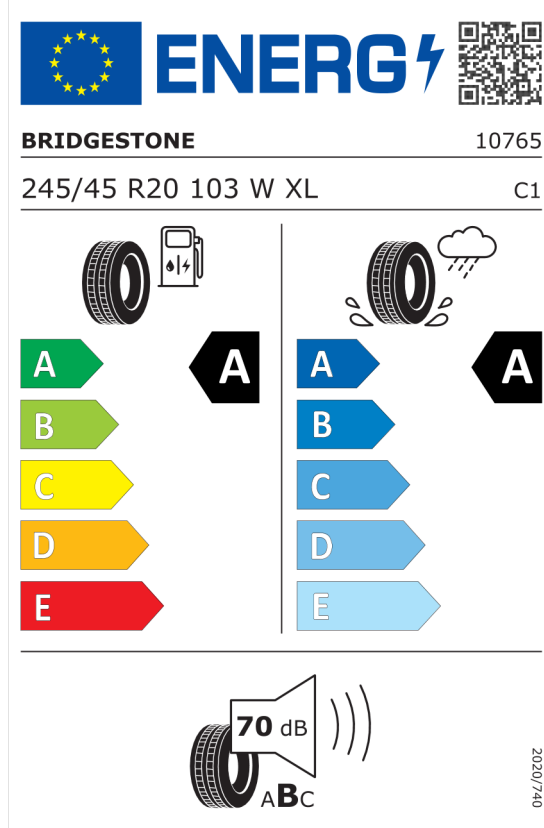 ENERG
BRIDGESTONE 10765
245/45 R20 103 W XL C1
A A A A
B B
C C
D D
E E
70 dB
ABC
2020/740